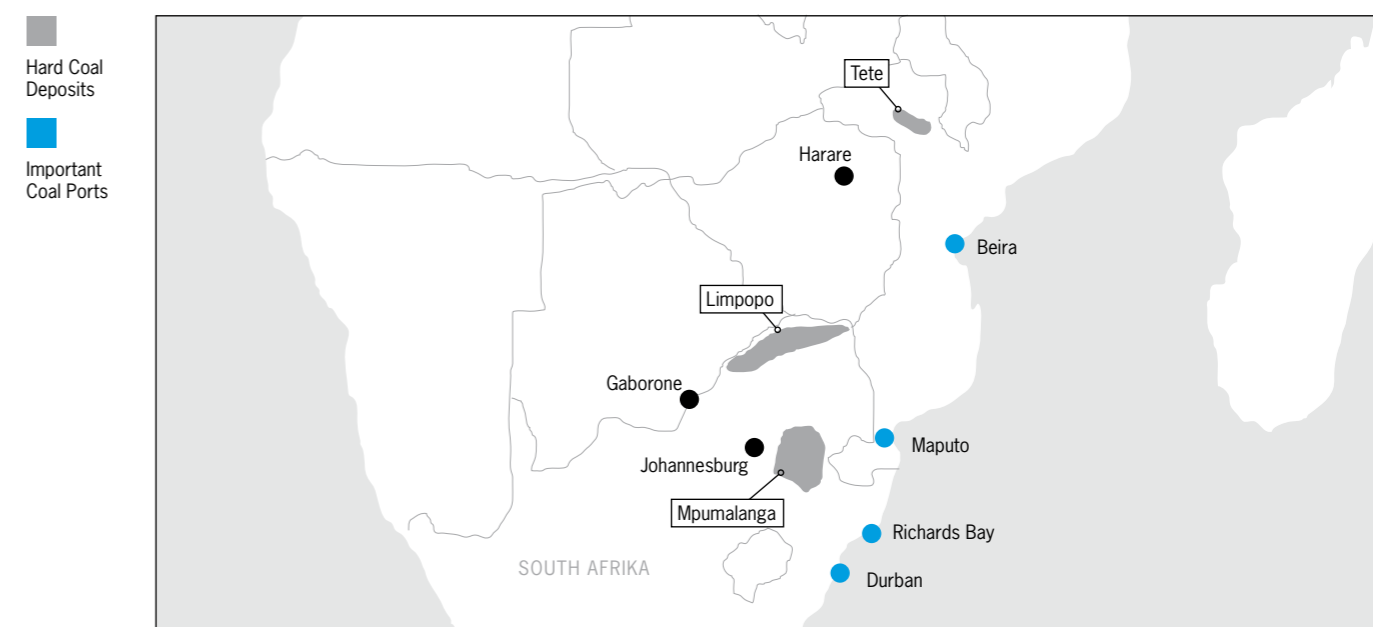 Hard Coal
Deposits
Important
Coal Ports
Tete
Harare
Beira
Limpopo
Gaborone
Maputo
Johannesburg
Mpumalanga
Richards Bay
SOUTH AFRIKA
Durban